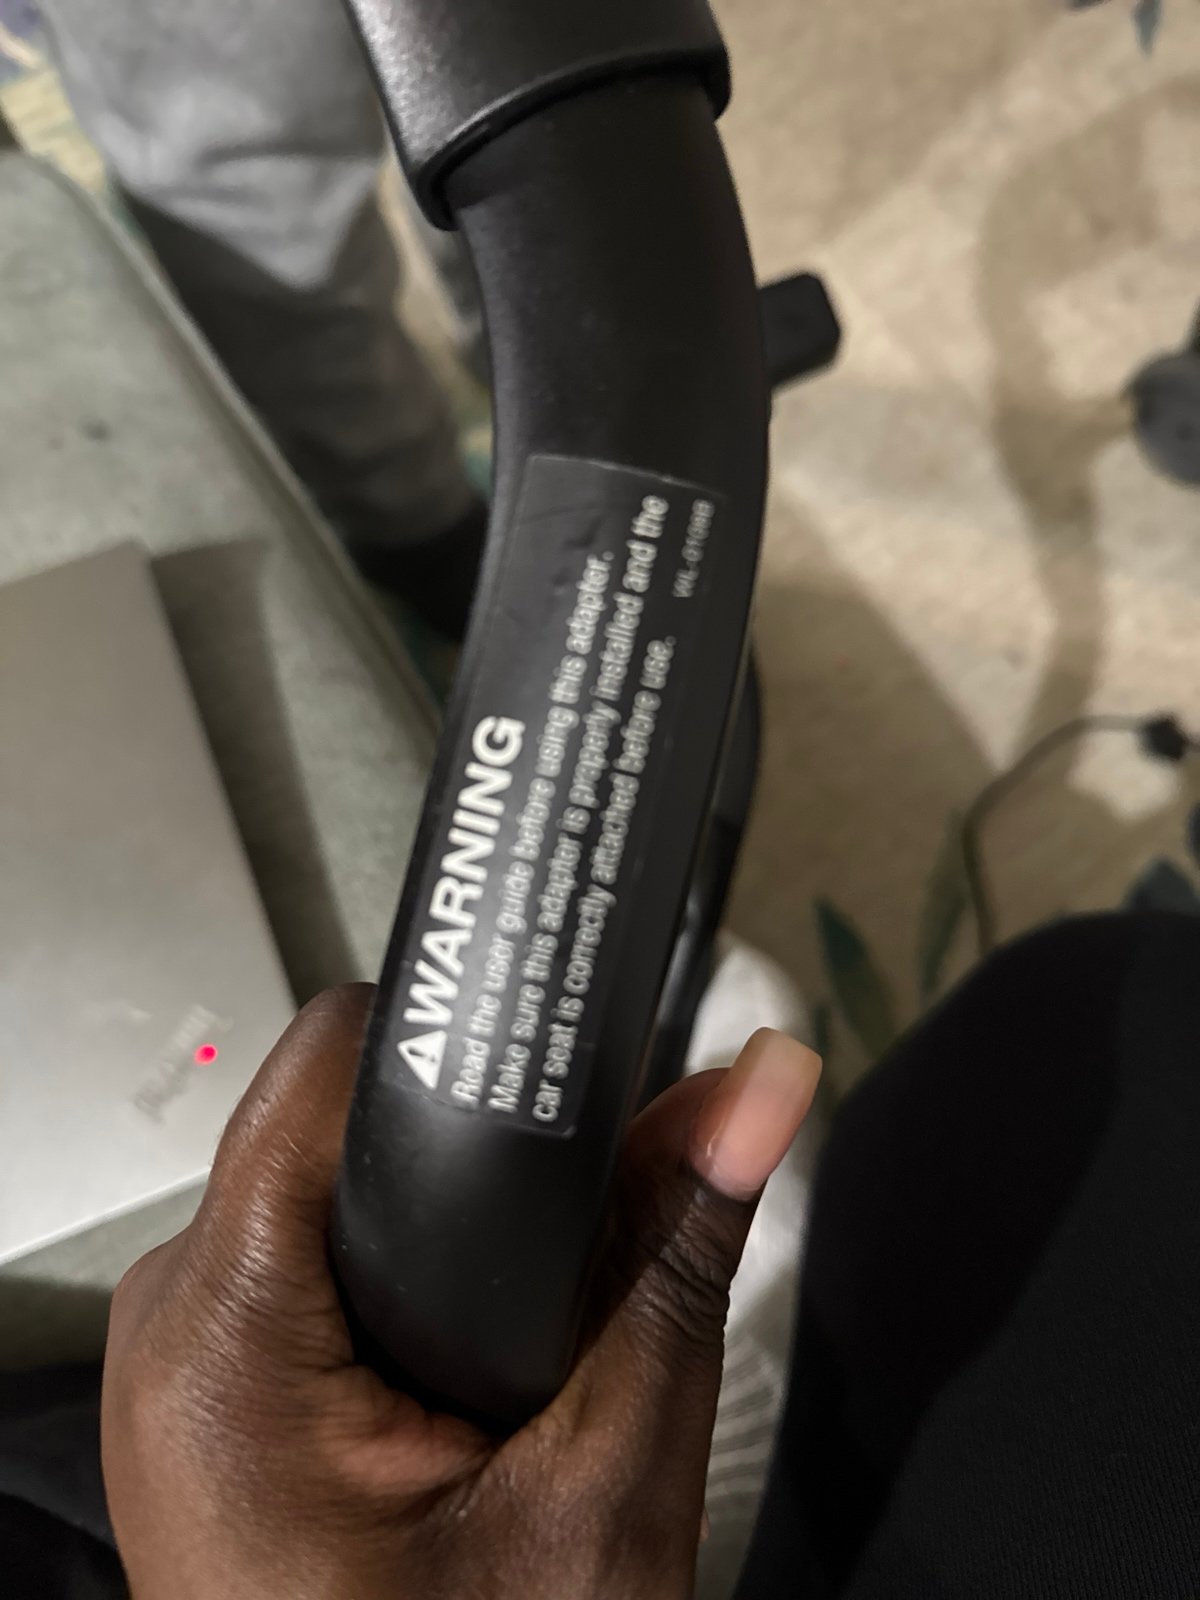 WARNING
Read the user guide before using this adapter.
Make sure this adapter is properly installed and the
car seat is correctly attached before use.
ThinkPad